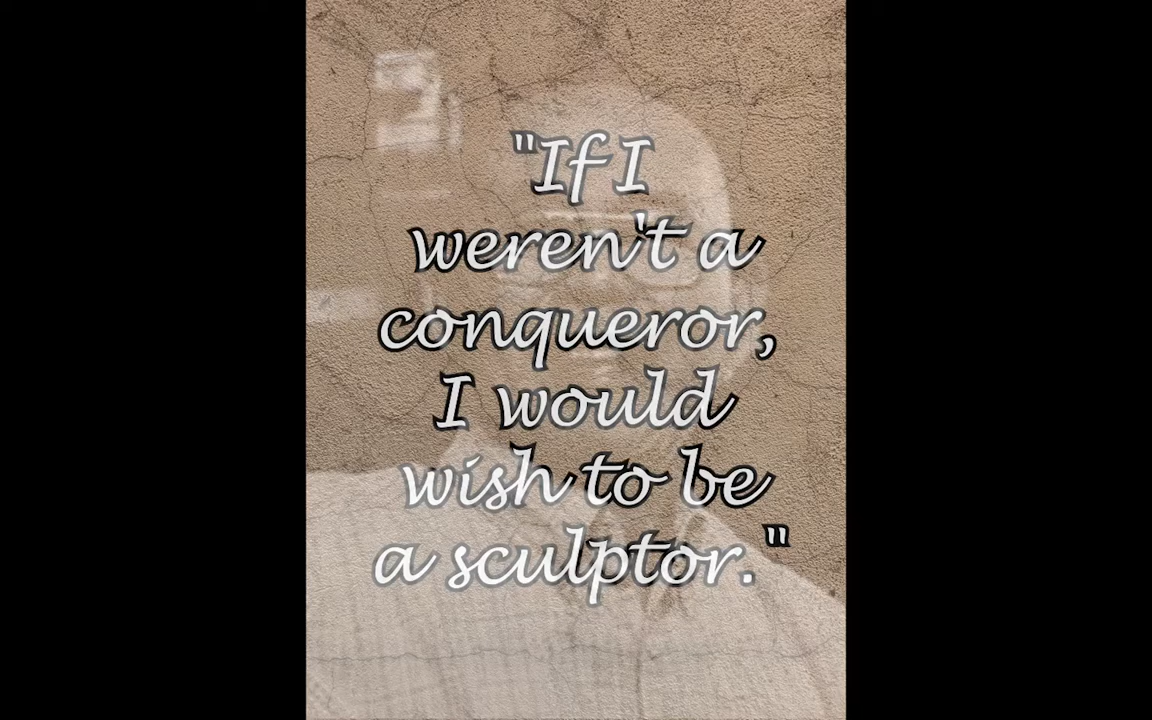 "If I
weren't a
conqueror,
I would
wish to be
a sculptor."